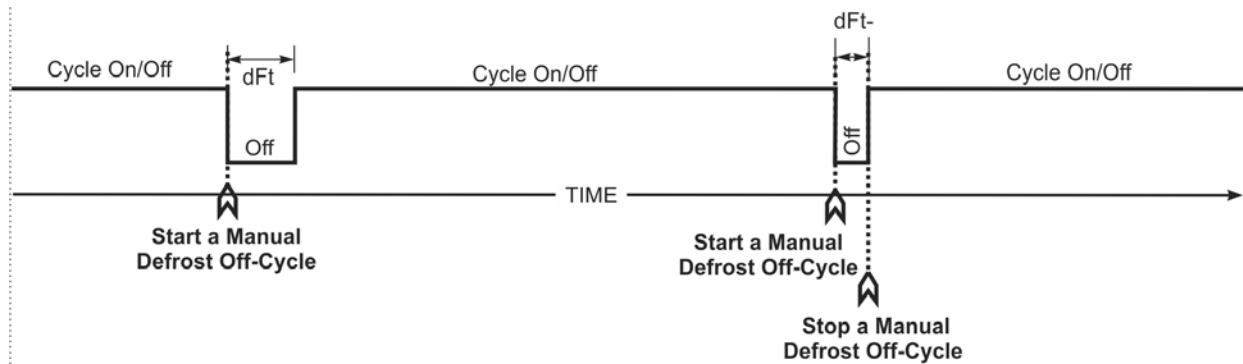 dFt-
Cycle On/Off
dFt
Cycle On/Off
Cycle On/Off
Off
Off
TIME
Start a Manual
Defrost Off-Cycle
Start a Manual
Defrost Off-Cycle
Stop a Manual
Defrost Off-Cycle